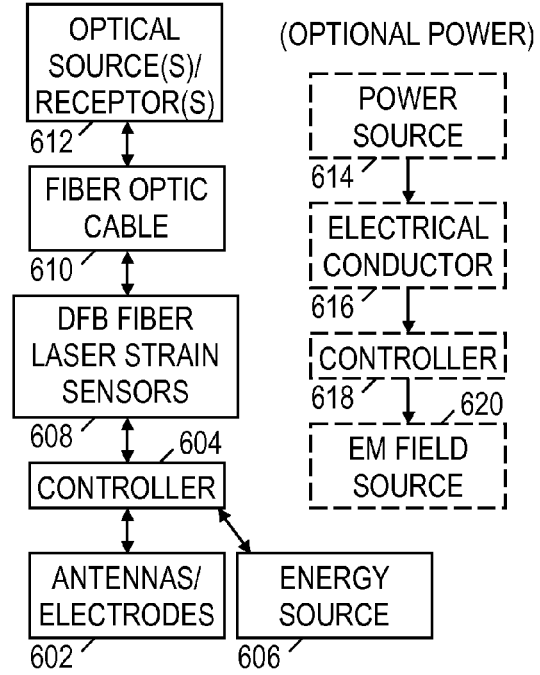 OPTICAL
SOURCE(S)/
RECEPTOR(S)
612
FIBER OPTIC
CABLE
610
DFB FIBER
LASER STRAIN
SENSORS
608
604
CONTROLLER
ANTENNAS/
ELECTRODES
602
ENERGY
SOURCE
606
(OPTIONAL POWER)
POWER
SOURCE
614
ELECTRICAL
CONDUCTOR
616
CONTROLLER
618
620
EM FIELD
SOURCE